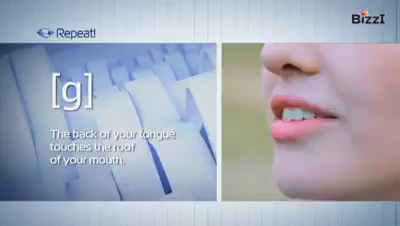 Repeat!
BizzI
[g]
The back of your tongue
touches the roof
of your mouth.